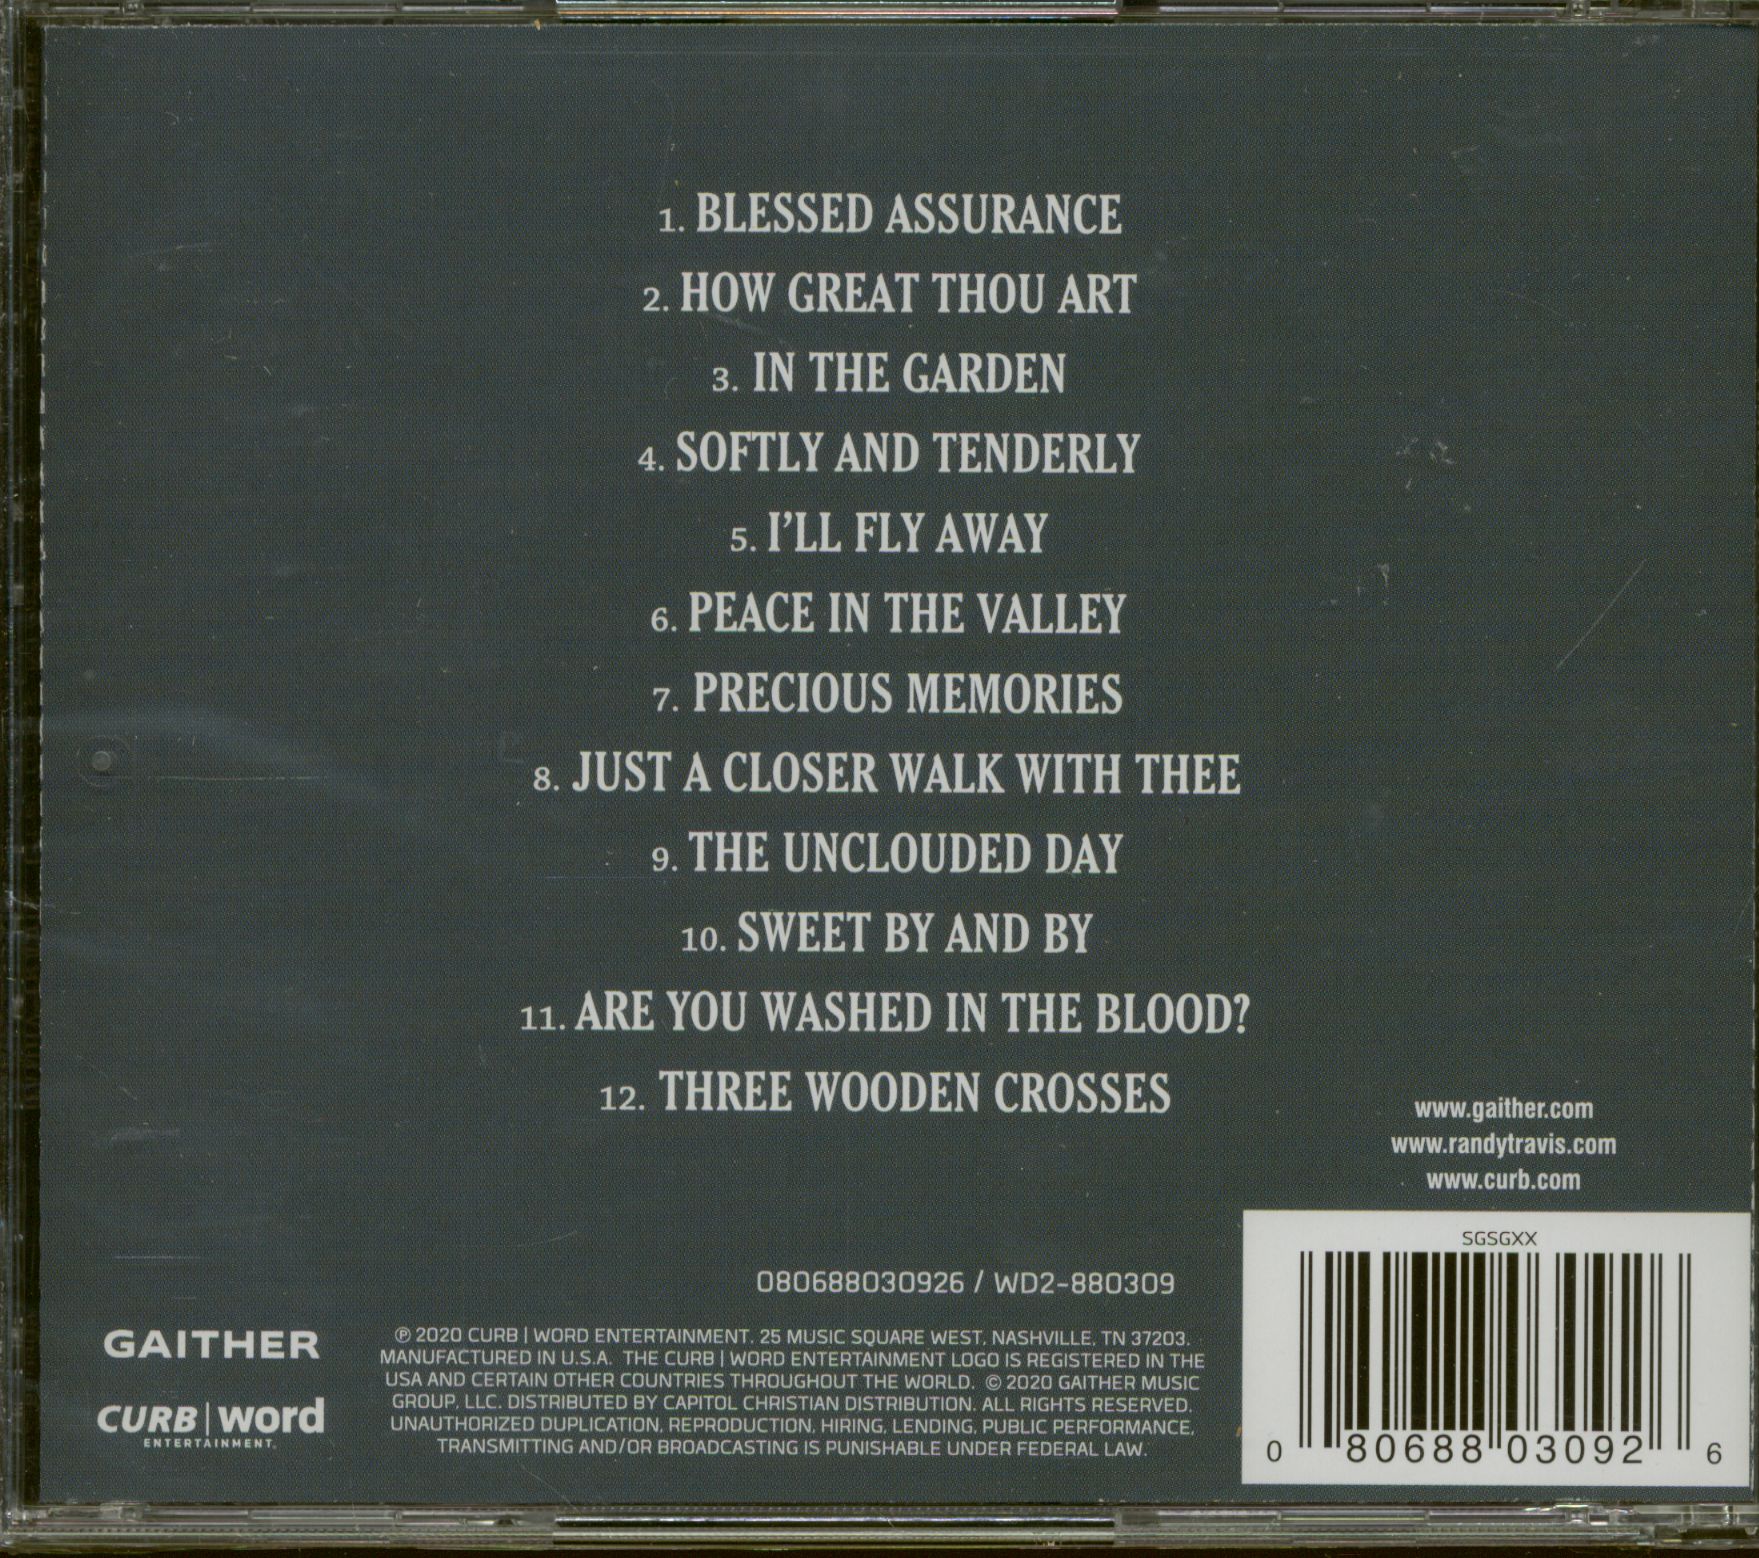 1. BLESSED ASSURANCE
2. HOW GREAT THOU ART
3. IN THE GARDEN
4. SOFTLY AND TENDERLY
5. I'LL FLY AWAY
6. PEACE IN THE VALLEY
7. PRECIOUS MEMORIES
8. JUST A CLOSER WALK WITH THEE
9. THE UNCLOUDED DAY
10. SWEET BY AND BY
11. ARE YOU WASHED IN THE BLOOD?
12. THREE WOODEN CROSSES
www.gaither.com
www.randytravis.com
www.curb.com
SGSGXX
080688030926 / WD2-880309
GAITHER
CURB | word
ENTERTAINMENT.
℗ 2020 CURB | WORD ENTERTAINMENT. 25 MUSIC SQUARE WEST, NASHVILLE, TN 37203.
MANUFACTURED IN U.S.A. THE CURB | WORD ENTERTAINMENT LOGO IS REGISTERED IN THE
USA AND CERTAIN OTHER COUNTRIES THROUGHOUT THE WORLD. © 2020 GAITHER MUSIC
GROUP, LLC. DISTRIBUTED BY CAPITOL CHRISTIAN DISTRIBUTION. ALL RIGHTS RESERVED.
UNAUTHORIZED DUPLICATION, REPRODUCTION, HIRING, LENDING, PUBLIC PERFORMANCE,
TRANSMITTING AND/OR BROADCASTING IS PUNISHABLE UNDER FEDERAL LAW.
0 80688 03092 6